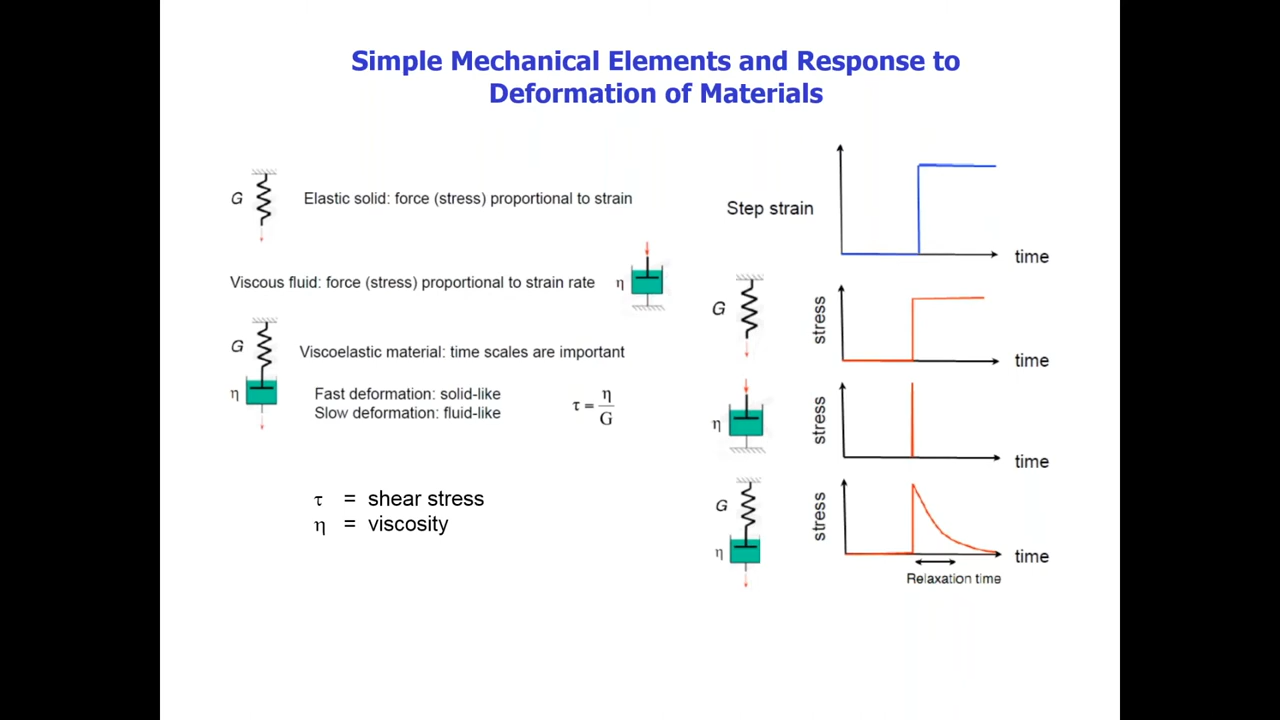 Simple Mechanical Elements and Response to
Deformation of Materials
G
Elastic solid: force (stress) proportional to strain
Viscous fluid: force (stress) proportional to strain rate
η
G
η
Viscoelastic material: time scales are important
Fast deformation: solid-like
Slow deformation: fluid-like
τ = η/G
τ = shear stress
η = viscosity
Step strain
time
G
stress
time
η
stress
time
G
η
stress
time
Relaxation time